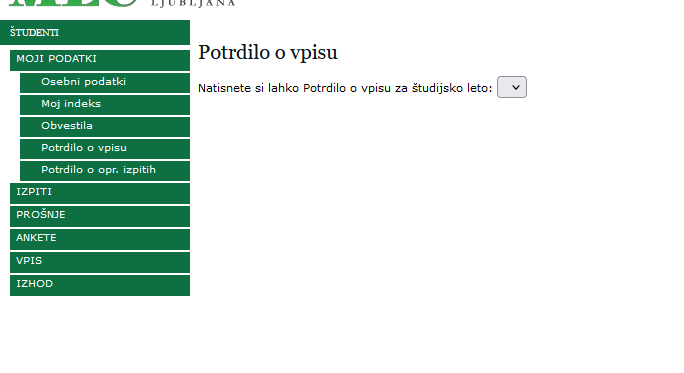 LJUBLJANA
ŠTUDENTI
MOJI PODATKI
Osebni podatki
Moj indeks
Obvestila
Potrdilo o vpisu
Potrdilo o opr. izpitih
IZPITI
PROŠNJE
ANKETE
VPIS
IZHOD
Potrdilo o vpisu
Natisnete si lahko Potrdilo o vpisu za študijsko leto: